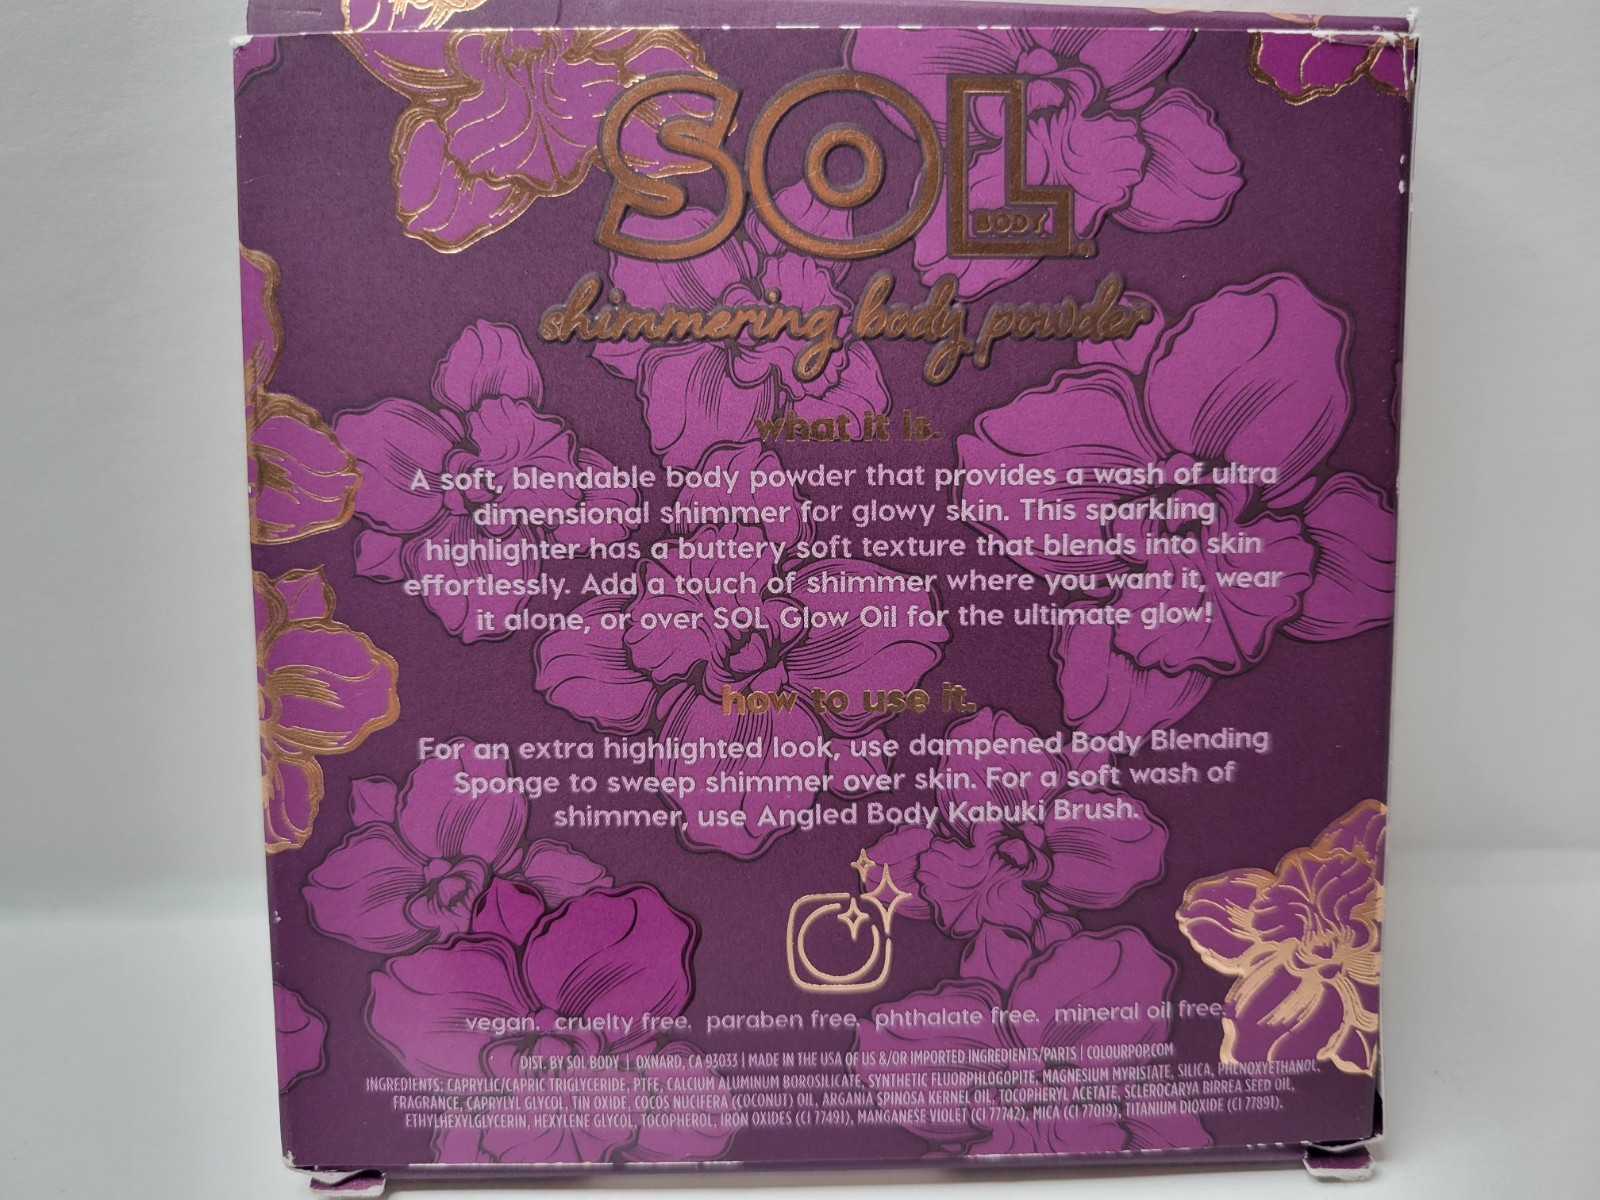 SOL
BODY®
shimmering body powder
what it is.
A soft, blendable body powder that provides a wash of ultra
dimensional shimmer for glowy skin. This sparkling
highlighter has a buttery soft texture that blends into skin
effortlessly. Add a touch of shimmer where you want it, wear
it alone, or over SOL Glow Oil for the ultimate glow!
how to use it.
For an extra highlighted look, use dampened Body Blending
Sponge to sweep shimmer over skin. For a soft wash of
shimmer, use Angled Body Kabuki Brush.
vegan. cruelty free. paraben free. phthalate free. mineral oil free.
DIST. BY SOL BODY | OXNARD, CA 93033 | MADE IN THE USA OF US &/OR IMPORTED INGREDIENTS/PARTS | COLOURPOP.COM
INGREDIENTS: CAPRYLIC/CAPRIC TRIGLYCERIDE, PTFE, CALCIUM ALUMINUM BOROSILICATE, SYNTHETIC FLUORPHLOGOPITE, MAGNESIUM MYRISTATE, SILICA, PHENOXYETHANOL,
FRAGRANCE, CAPRYLYL GLYCOL, TIN OXIDE, COCOS NUCIFERA (COCONUT) OIL, ARGANIA SPINOSA KERNEL OIL, TOCOPHERYL ACETATE, SCLEROCARYA BIRREA SEED OIL,
ETHYLHEXYLGLYCERIN, HEXYLENE GLYCOL, TOCOPHEROL, IRON OXIDES (CI 77491), MANGANESE VIOLET (CI 77742), MICA (CI 77019), TITANIUM DIOXIDE (CI 77891).